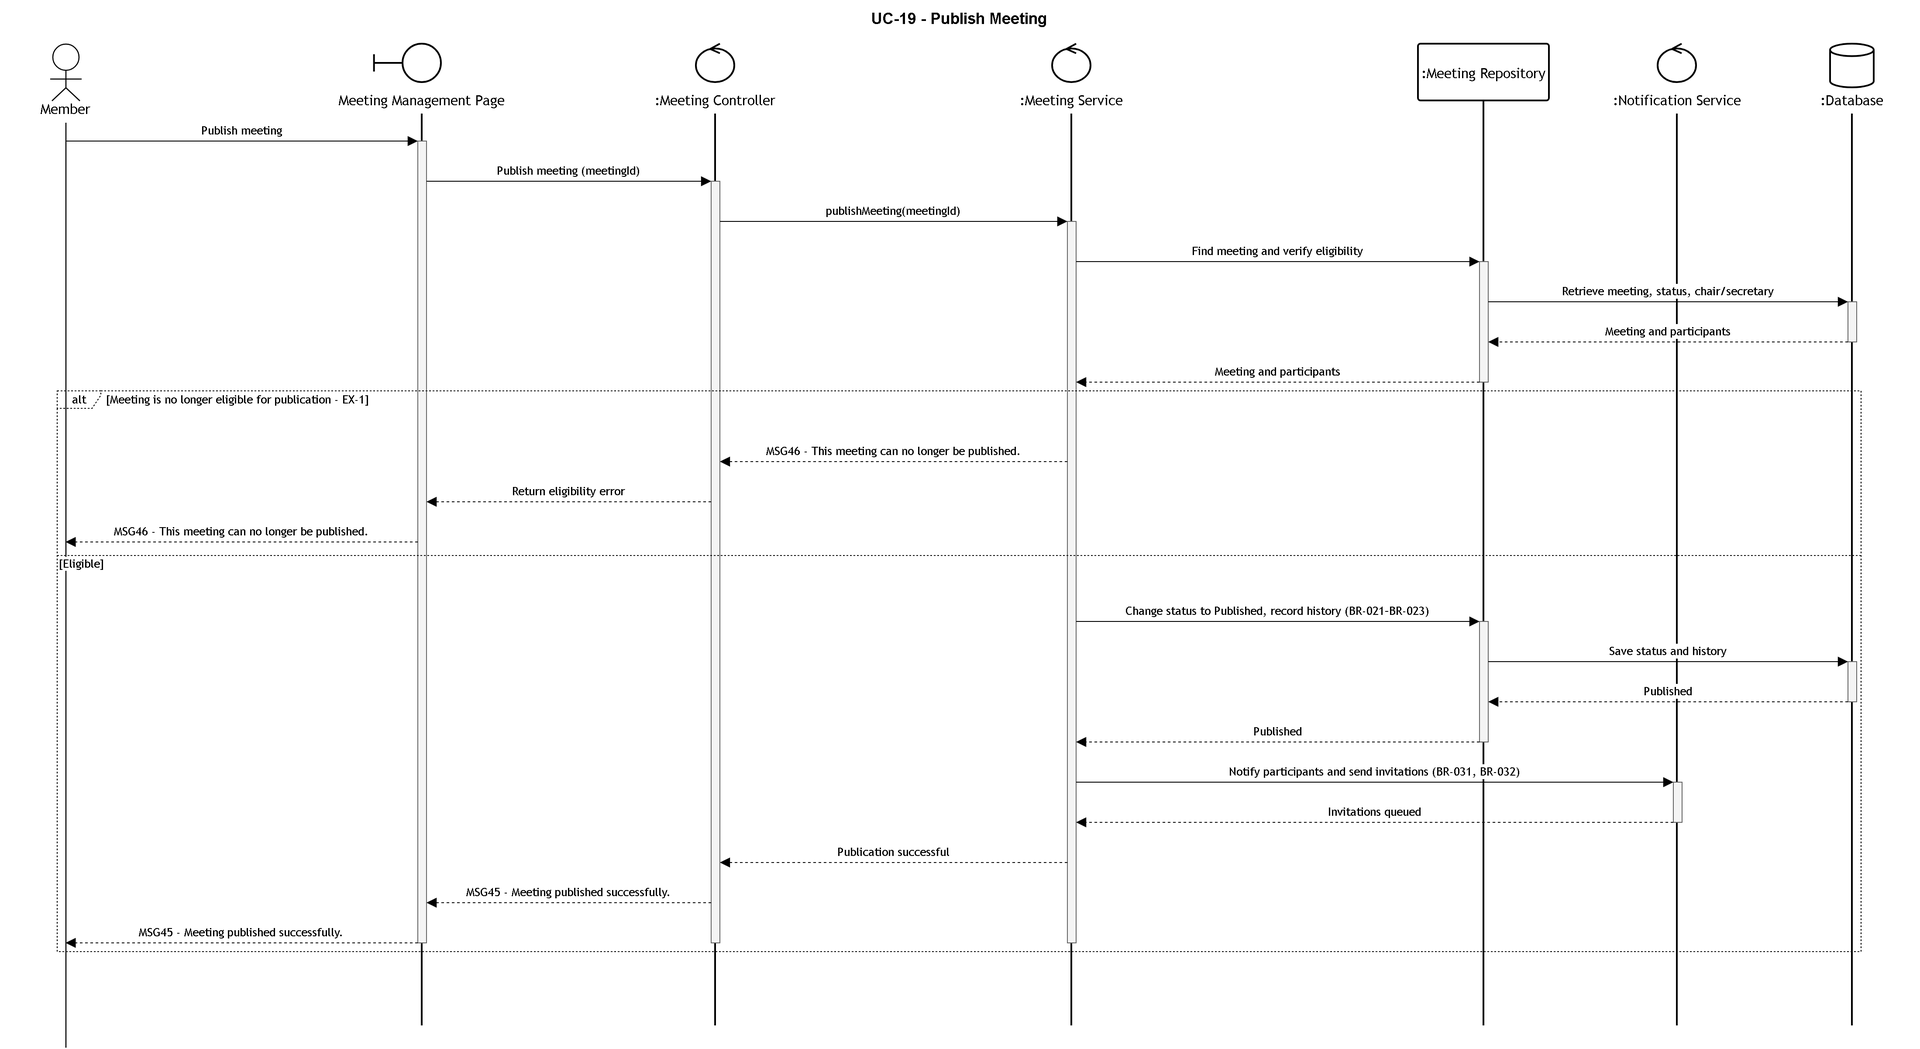 UC-19 - Publish Meeting
Member
Meeting Management Page
:Meeting Controller
:Meeting Service
:Meeting Repository
:Notification Service
:Database
Publish meeting
Publish meeting (meetingId)
publishMeeting(meetingId)
Find meeting and verify eligibility
Retrieve meeting, status, chair/secretary
Meeting and participants
Meeting and participants
alt [Meeting is no longer eligible for publication - EX-1]
MSG46 - This meeting can no longer be published.
Return eligibility error
MSG46 - This meeting can no longer be published.
[Eligible]
Change status to Published, record history (BR-021-BR-023)
Save status and history
Published
Published
Notify participants and send invitations (BR-031, BR-032)
Invitations queued
Publication successful
MSG45 - Meeting published successfully.
MSG45 - Meeting published successfully.